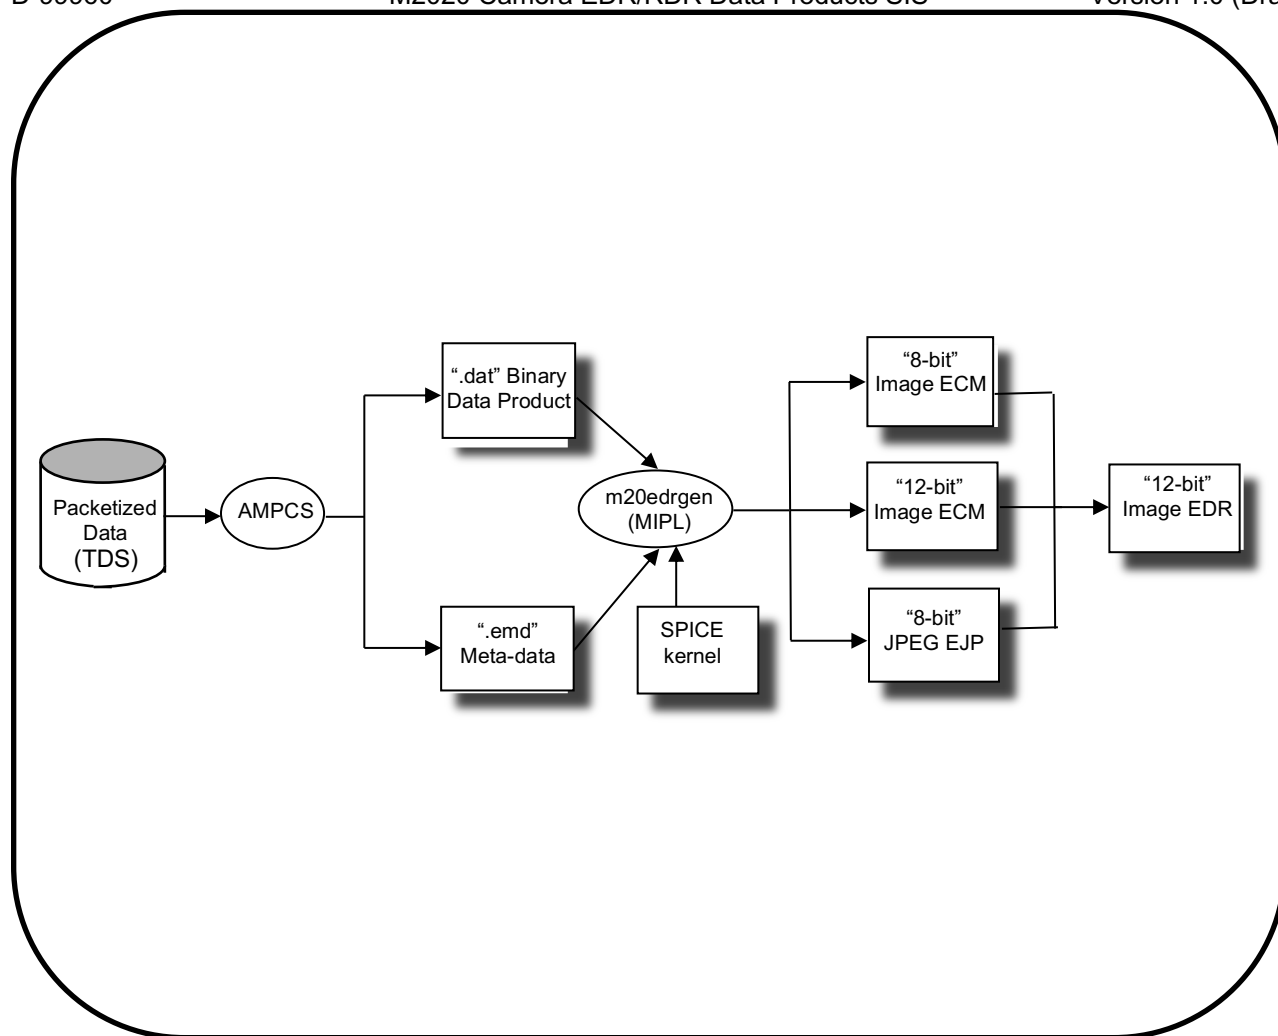 M2020 Camera EDR/RDR Data Products SIS
“.dat” Binary
Data Product
“8-bit”
Image ECM
Packetized
Data
(TDS)
AMPCS
m20edrgen
(MIPL)
“12-bit”
Image ECM
“12-bit”
Image EDR
“.emd”
Meta-data
SPICE
kernel
“8-bit”
JPEG EJP